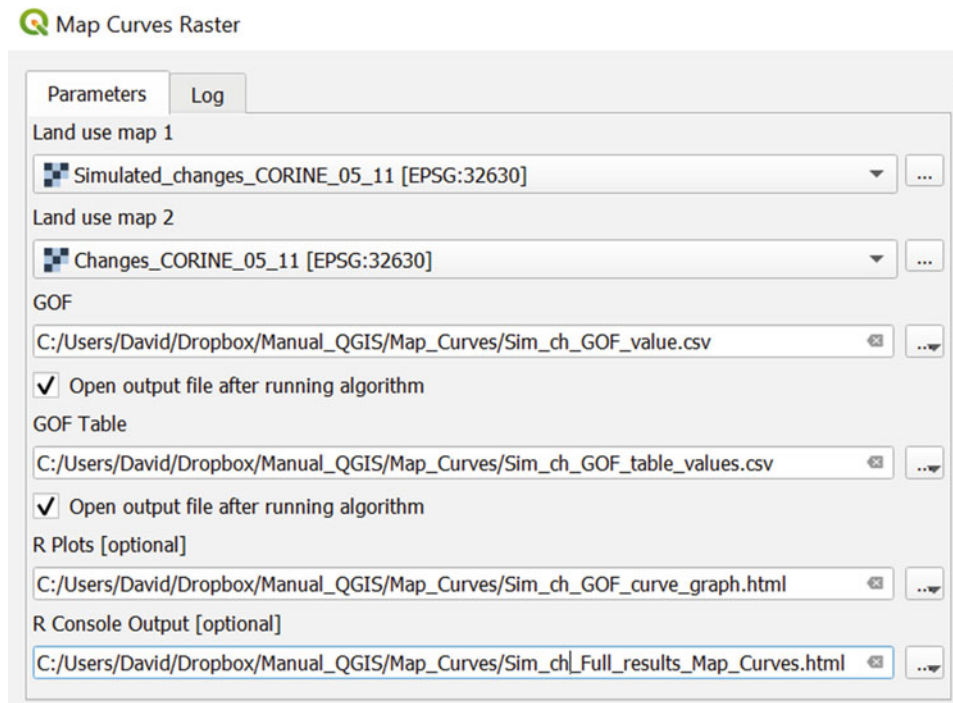 Map Curves Raster
Parameters Log
Land use map 1
Simulated_changes_CORINE_05_11 [EPSG:32630]
...
Land use map 2
Changes_CORINE_05_11 [EPSG:32630]
...
GOF
C:/Users/David/Dropbox/Manual_QGIS/Map_Curves/Sim_ch_GOF_value.csv
...
Open output file after running algorithm
GOF Table
C:/Users/David/Dropbox/Manual_QGIS/Map_Curves/Sim_ch_GOF_table_values.csv
...
Open output file after running algorithm
R Plots [optional]
C:/Users/David/Dropbox/Manual_QGIS/Map_Curves/Sim_ch_GOF_curve_graph.html
...
R Console Output [optional]
C:/Users/David/Dropbox/Manual_QGIS/Map_Curves/Sim_ch_Full_results_Map_Curves.html
...